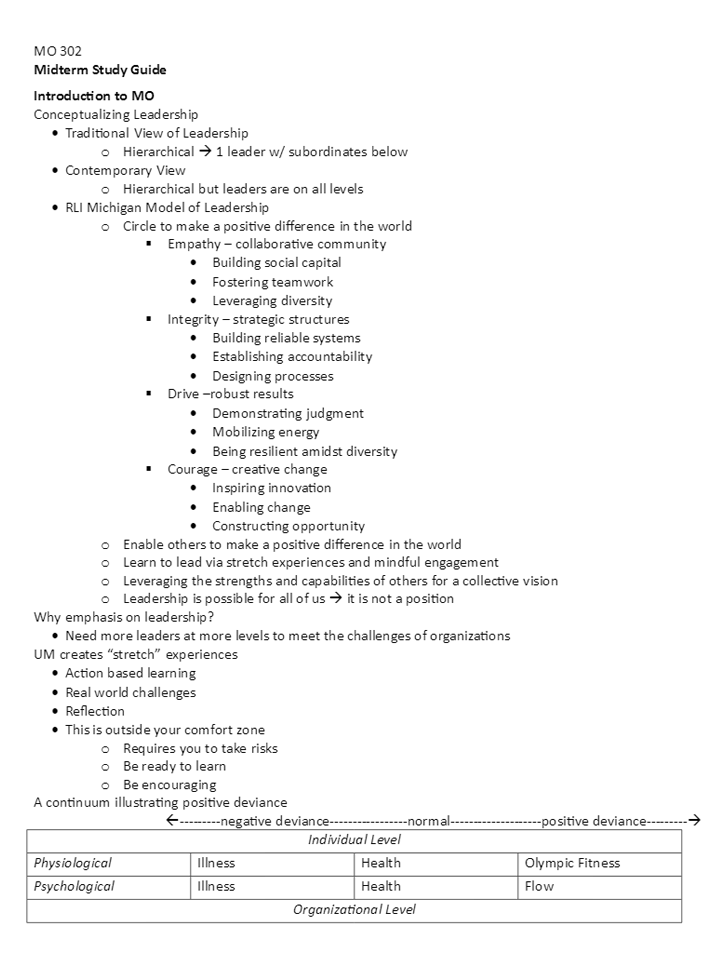 MO 302
Midterm Study Guide
Introduction to MO
Conceptualizing Leadership
• Traditional View of Leadership
o Hierarchical → 1 leader w/ subordinates below
• Contemporary View
o Hierarchical but leaders are on all levels
• RLI Michigan Model of Leadership
o Circle to make a positive difference in the world
▪ Empathy – collaborative community
• Building social capital
• Fostering teamwork
• Leveraging diversity
▪ Integrity – strategic structures
• Building reliable systems
• Establishing accountability
• Designing processes
▪ Drive –robust results
• Demonstrating judgment
• Mobilizing energy
• Being resilient amidst diversity
▪ Courage – creative change
• Inspiring innovation
• Enabling change
• Constructing opportunity
o Enable others to make a positive difference in the world
o Learn to lead via stretch experiences and mindful engagement
o Leveraging the strengths and capabilities of others for a collective vision
o Leadership is possible for all of us → it is not a position
Why emphasis on leadership?
• Need more leaders at more levels to meet the challenges of organizations
UM creates “stretch” experiences
• Action based learning
• Real world challenges
• Reflection
• This is outside your comfort zone
o Requires you to take risks
o Be ready to learn
o Be encouraging
A continuum illustrating positive deviance
←---------negative deviance-----------------normal--------------------positive deviance---------→
Individual Level
Physiological Illness Health Olympic Fitness
Psychological Illness Health Flow
Organizational Level